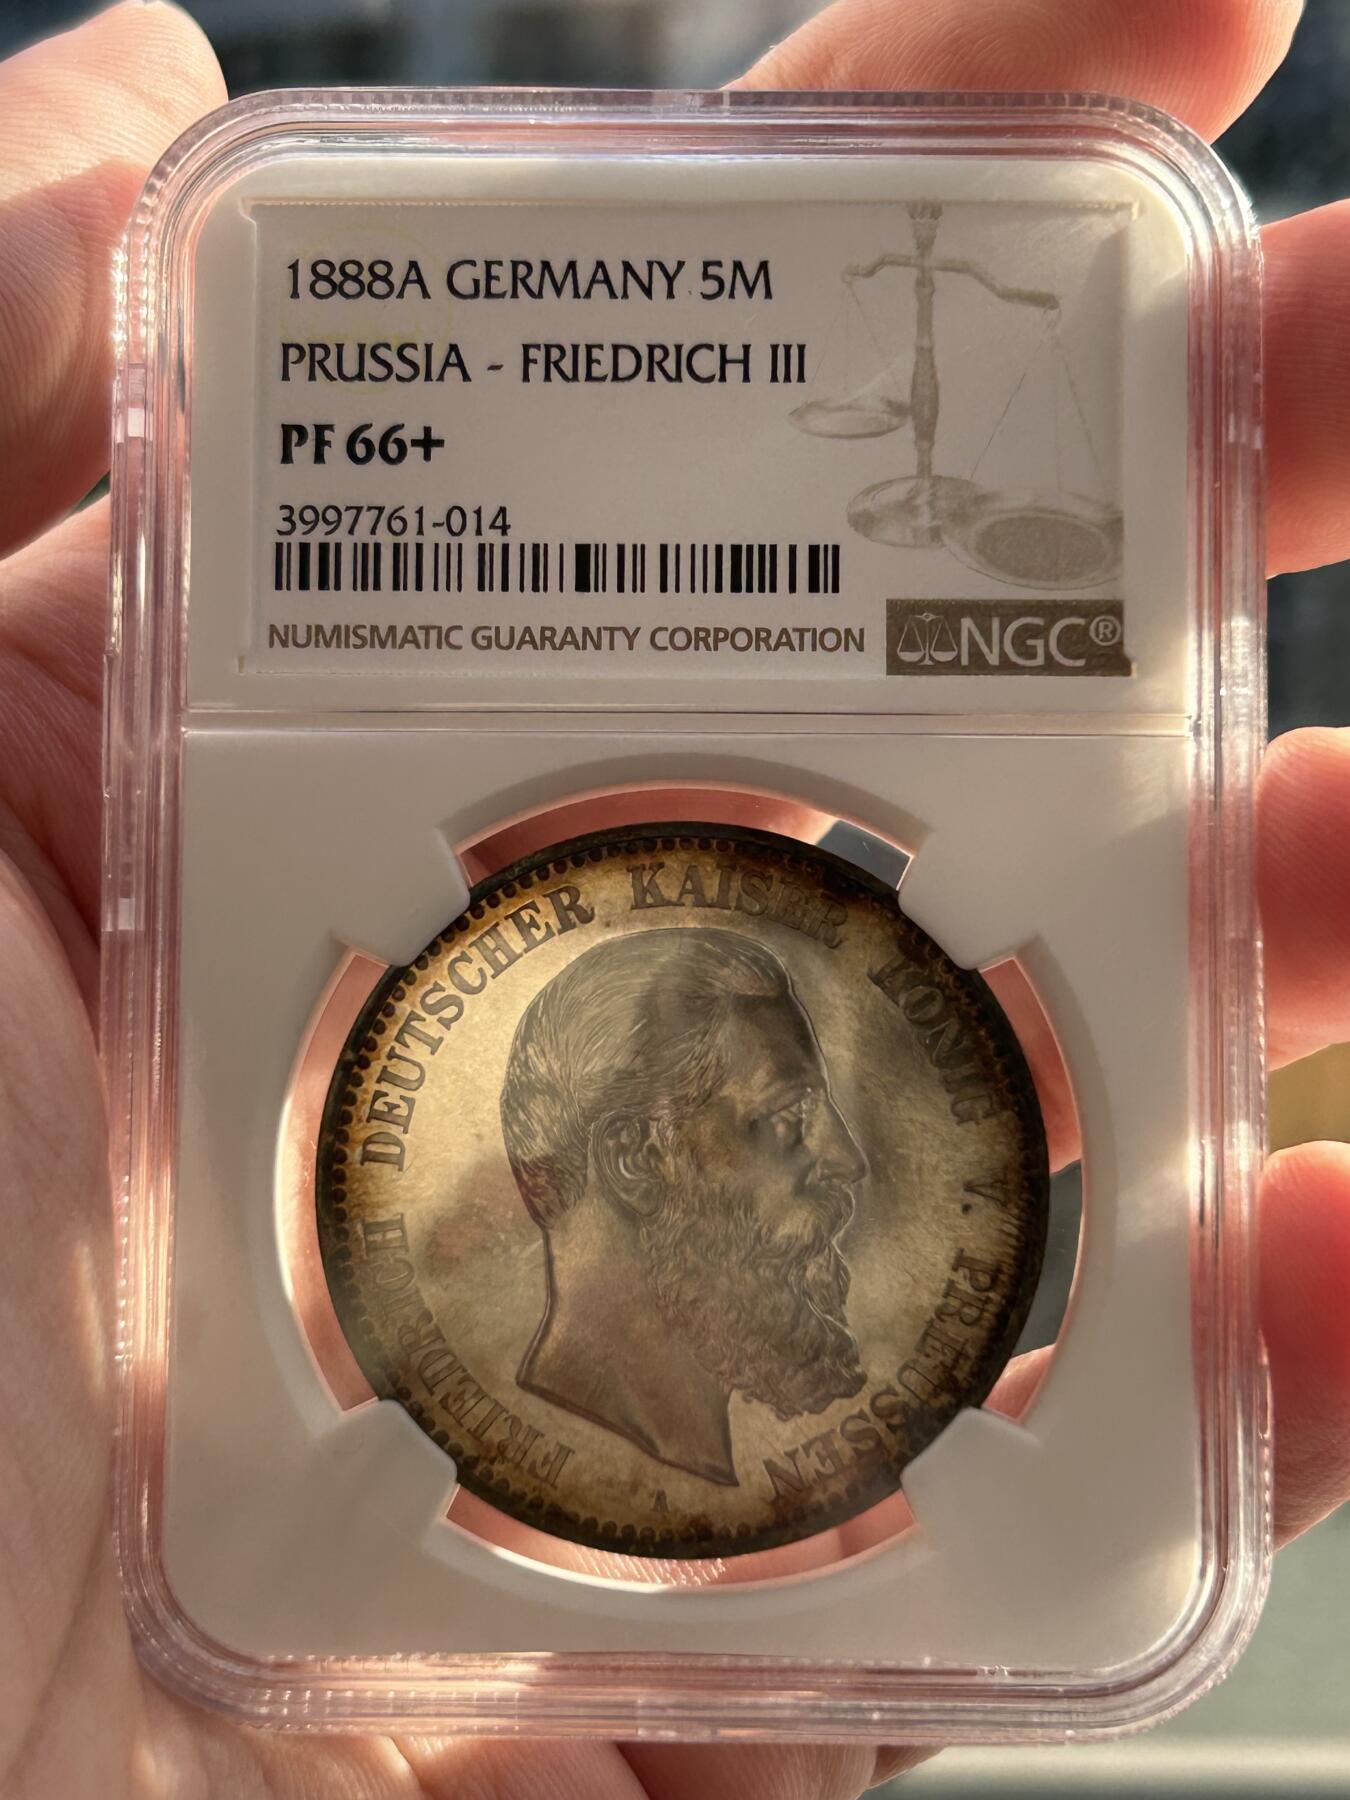 1888A GERMANY 5M
PRUSSIA - FRIEDRICH III
PF 66+
3997761-014
NUMISMATIC GUARANTY CORPORATION
NGC®
FRIEDRICH DEUTSCHER KAISER KÖNIG V. PREUSSEN
A